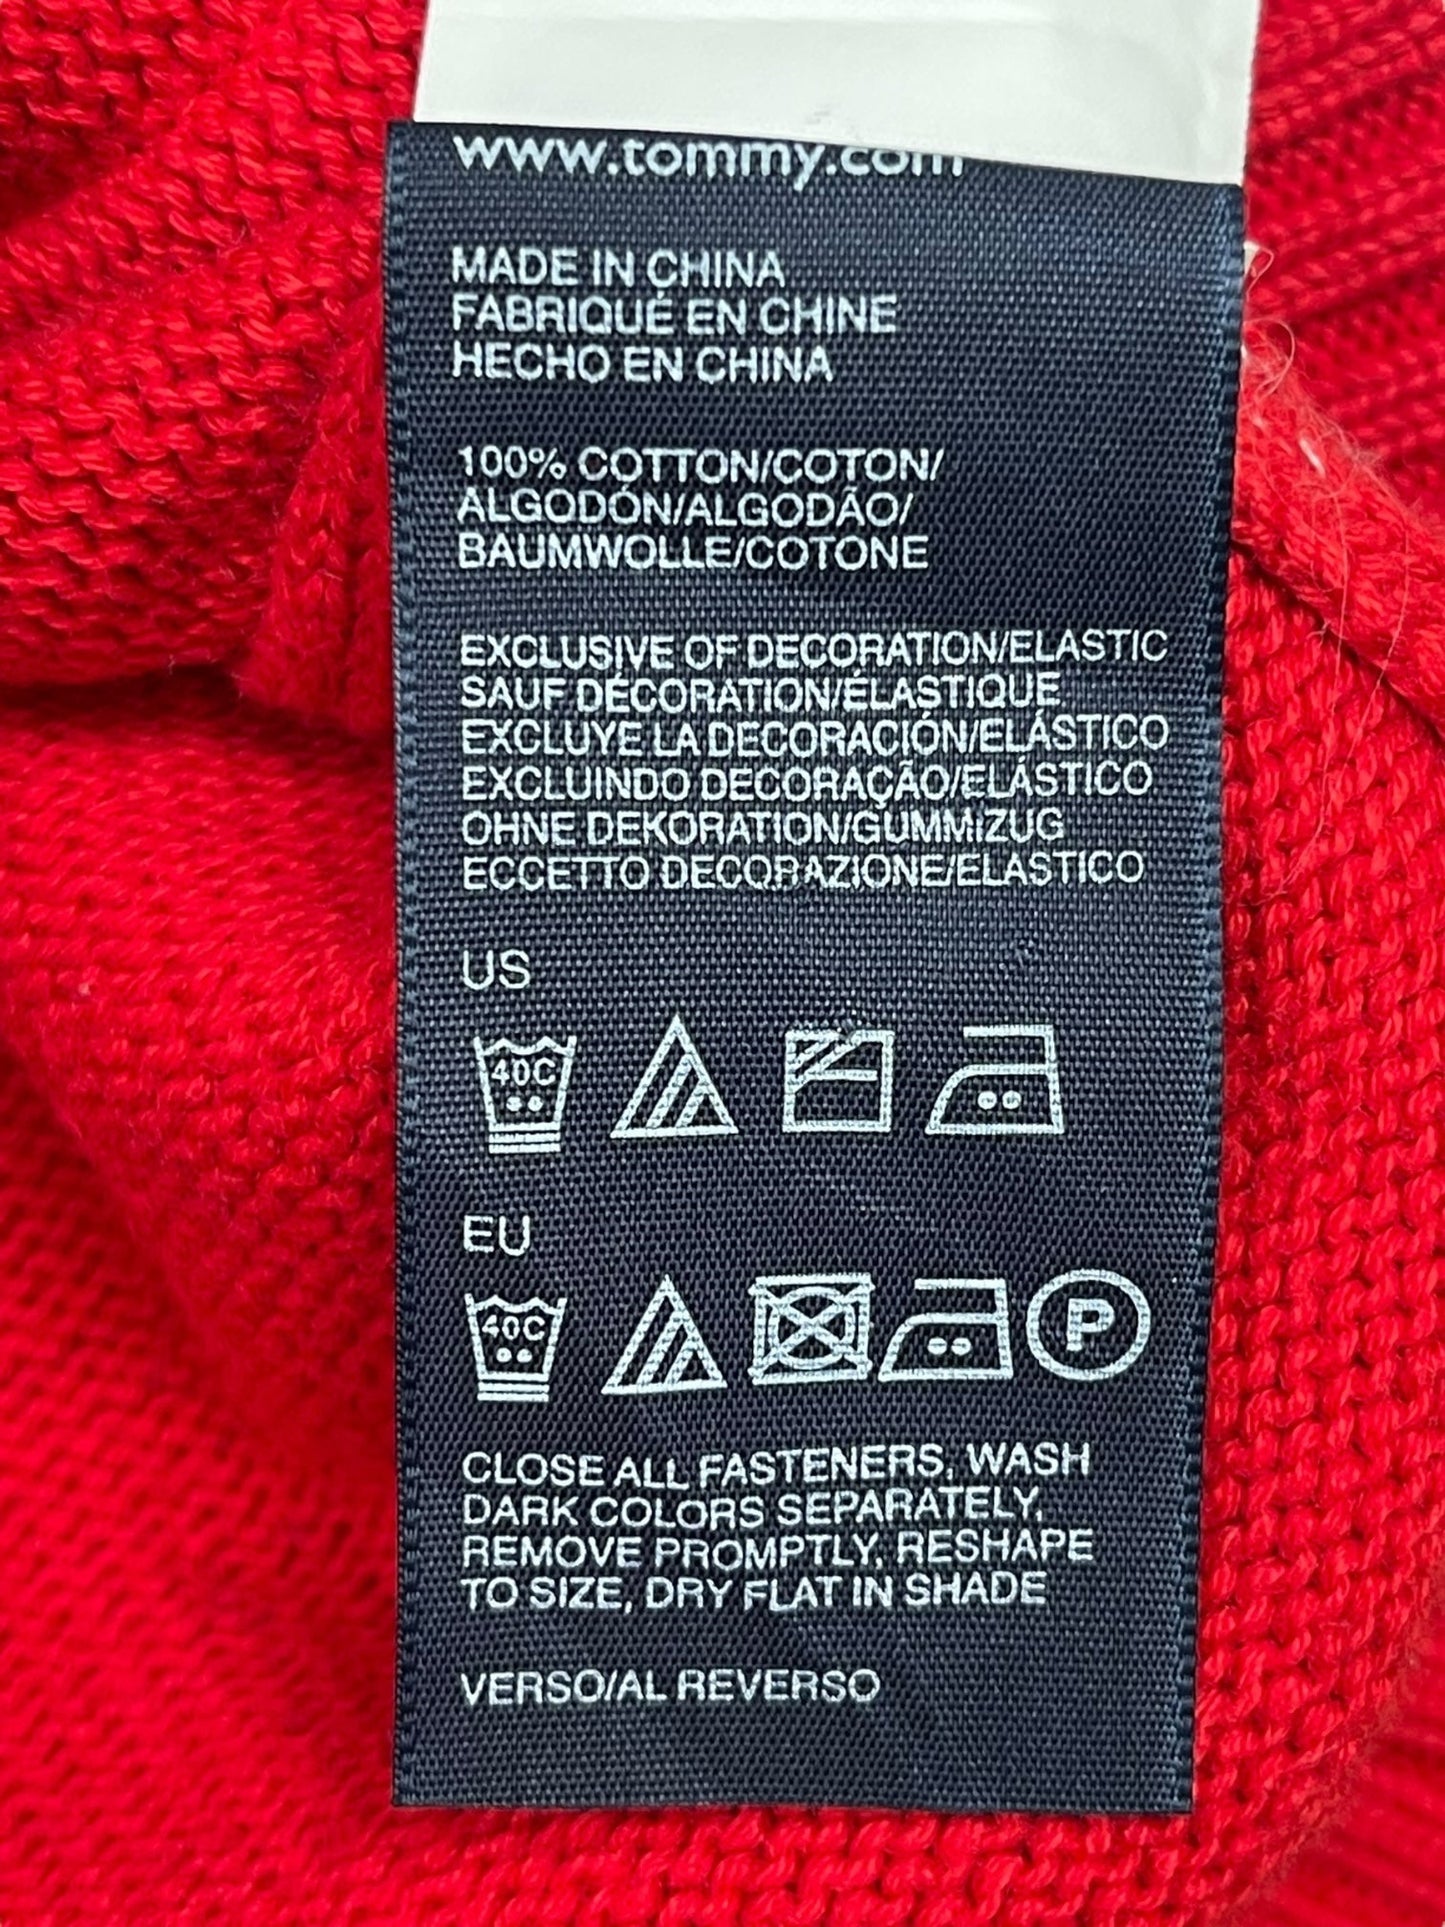 www.tommy.com
MADE IN CHINA
FABRIQUÉ EN CHINE
HECHO EN CHINA
100% COTTON/COTON/
ALGODÓN/ALGODÃO/
BAUMWOLLE/COTONE
EXCLUSIVE OF DECORATION/ELASTIC
SAUF DÉCORATION/ÉLASTIQUE
EXCLUYE LA DECORACIÓN/ELÁSTICO
EXCLUINDO DECORAÇÃO/ELÁSTICO
OHNE DEKORATION/GUMMIZUG
ECCETTO DECORAZIONE/ELASTICO
US
40C
EU
40C P
CLOSE ALL FASTENERS, WASH
DARK COLORS SEPARATELY,
REMOVE PROMPTLY, RESHAPE
TO SIZE, DRY FLAT IN SHADE
VERSO/AL REVERSO